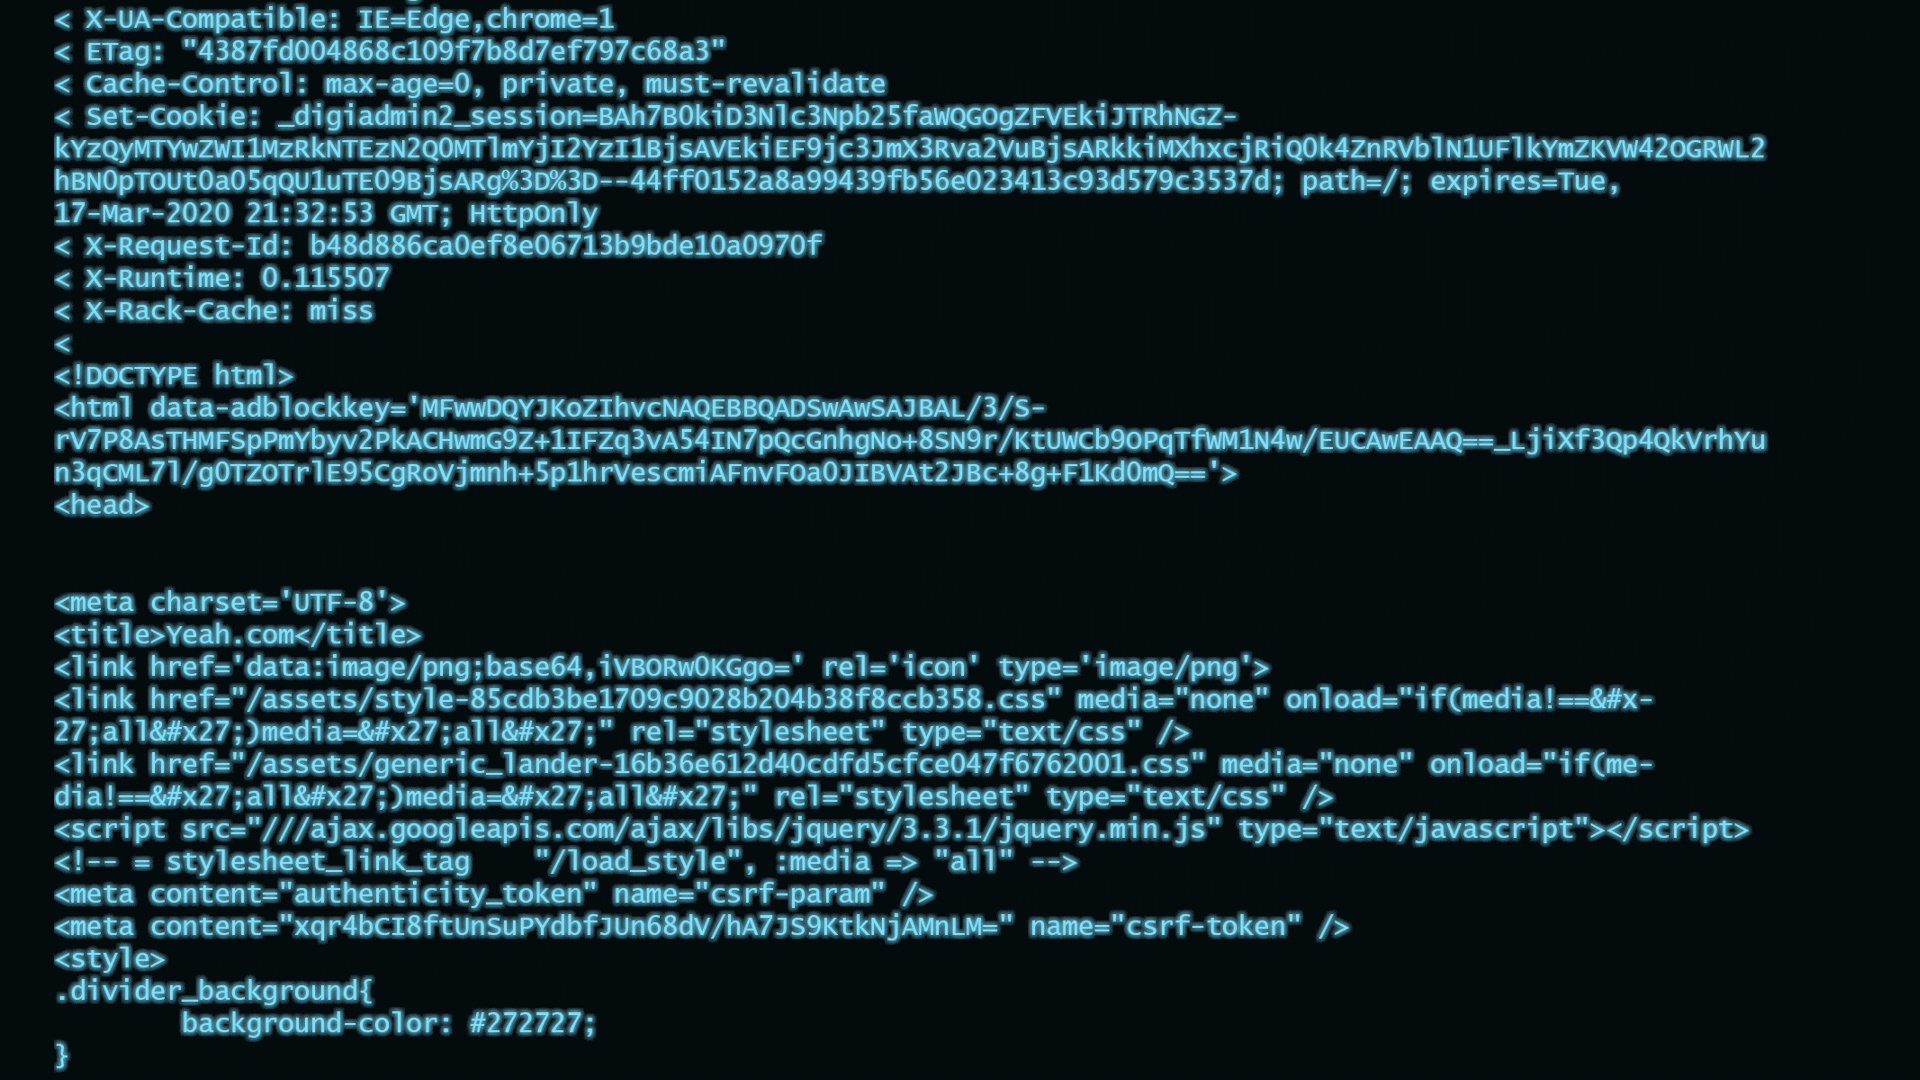 < X-UA-Compatible: IE=Edge,chrome=1
< ETag: "4387fd004868c109f7b8d7ef797c68a3"
< Cache-Control: max-age=0, private, must-revalidate
< Set-Cookie: _digiadmin2_session=BAh7B0kiD3Nlc3Npb25faWQGOgZFVEkiJTRhNGZ-
kYzQyMTYwZWI1MzRkNTEzN2Q0MTlmYjI2YzI1BjsAVEkiEF9jc3JmX3Rva2VuBjsARkkiMXhxcjRiQ0k4ZnRVblN1UFlkYmZKVW42OGRWL2
hBN0pTOUt0a05qQU1uTE09BjsARg%3D%3D--44ff0152a8a99439fb56e023413c93d579c3537d; path=/; expires=Tue,
17-Mar-2020 21:32:53 GMT; HttpOnly
< X-Request-Id: b48d886ca0ef8e06713b9bde10a0970f
< X-Runtime: 0.115507
< X-Rack-Cache: miss
<
<!DOCTYPE html>
<html data-adblockkey='MFwwDQYJKoZIhvcNAQEBBQADSwAwSAJBAL/3/S-
rV7P8AsTHMFSpPmYbyv2PkACHwmG9Z+1IFZq3vA54IN7pQcGnhgNo+8SN9r/KtUWCb9OPqTfWM1N4w/EUCAwEAAQ==_LjiXf3Qp4QkVrhYu
n3qCML7l/g0TZOTrlE95CgRoVjmnh+5p1hrVescmiAFnvFOa0JIBVAt2JBc+8g+F1Kd0mQ=='>
<head>
<meta charset='UTF-8'>
<title>Yeah.com</title>
<link href='data:image/png;base64,iVBORw0KGgo=' rel='icon' type='image/png'>
<link href="/assets/style-85cdb3be1709c9028b204b38f8ccb358.css" media="none" onload="if(media!==&#x-
27;all&#x27;)media=&#x27;all&#x27;" rel="stylesheet" type="text/css" />
<link href="/assets/generic_lander-16b36e612d40cdfd5cfce047f6762001.css" media="none" onload="if(me-
dia!==&#x27;all&#x27;)media=&#x27;all&#x27;" rel="stylesheet" type="text/css" />
<script src="///ajax.googleapis.com/ajax/libs/jquery/3.3.1/jquery.min.js" type="text/javascript"></script>
<!-- = stylesheet_link_tag    "/load_style", :media => "all" -->
<meta content="authenticity_token" name="csrf-param" />
<meta content="xqr4bCI8ftUnSuPYdbfJUn68dV/hA7JS9KtkNjAMnLM=" name="csrf-token" />
<style>
.divider_background{
        background-color: #272727;
}